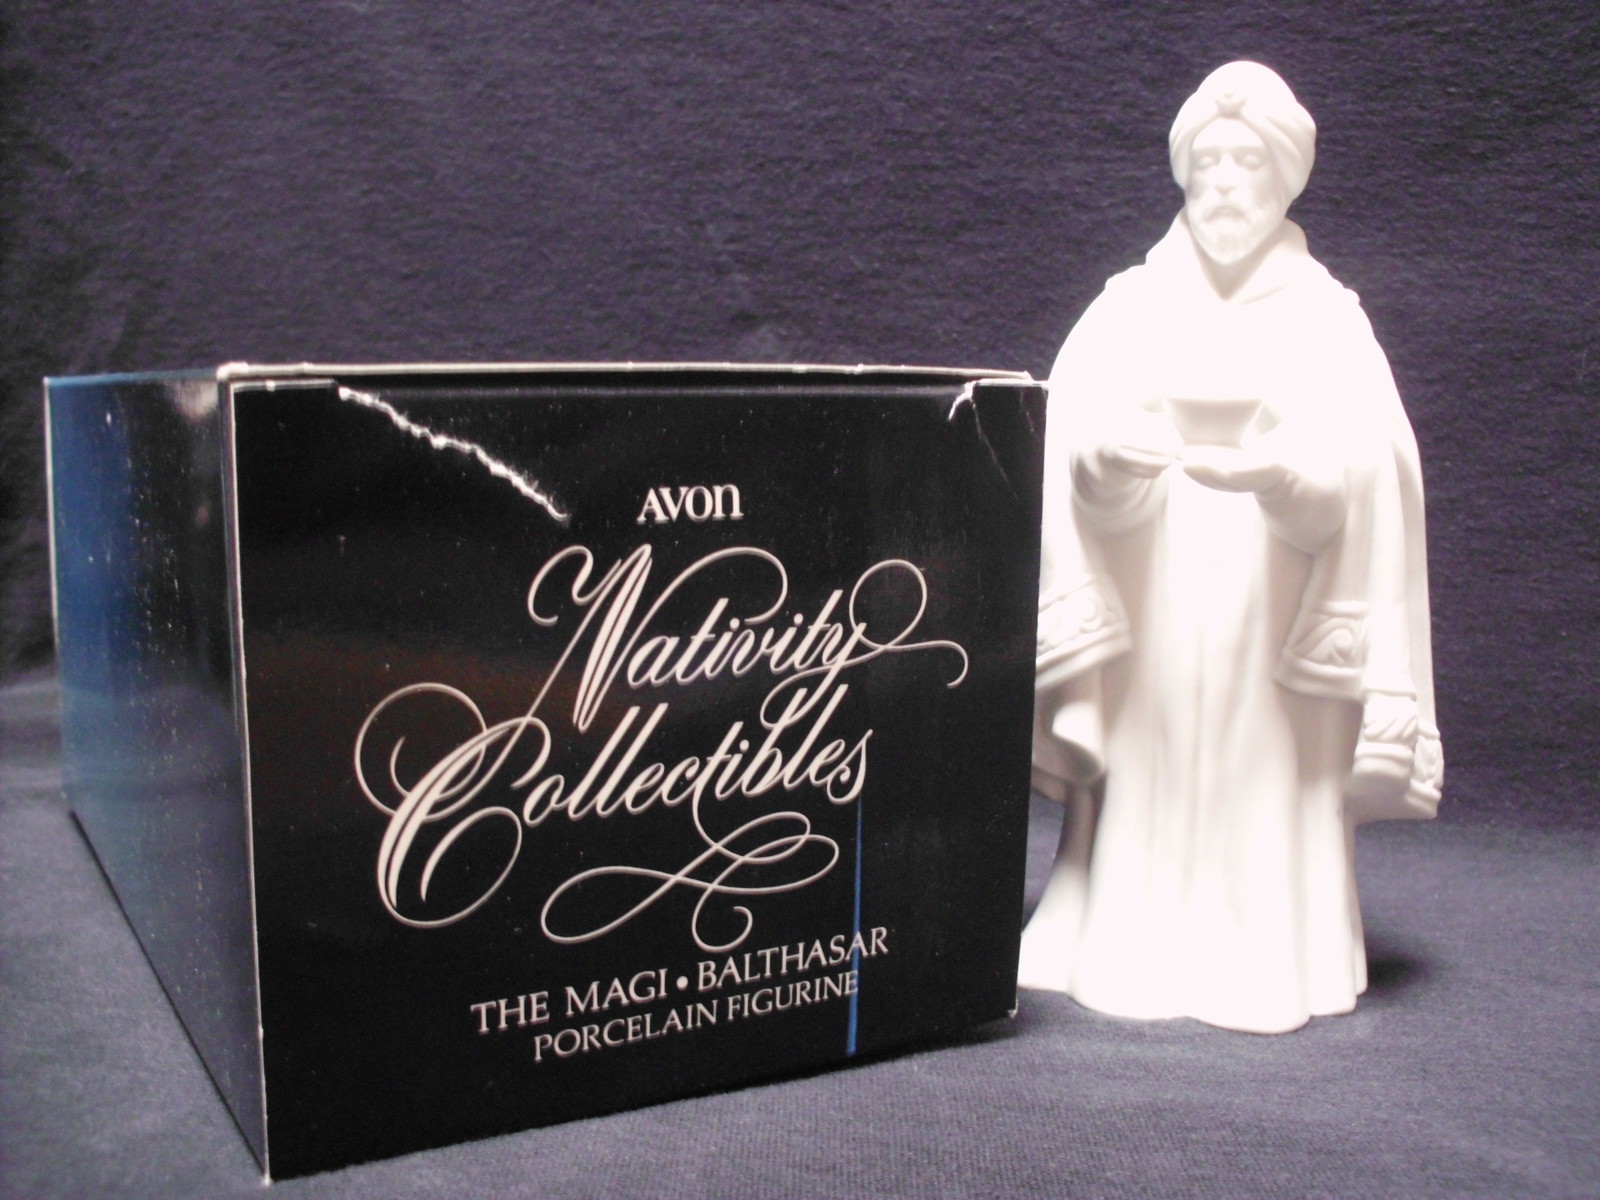 AVON
Nativity
Collectibles
THE MAGI • BALTHASAR
PORCELAIN FIGURINE